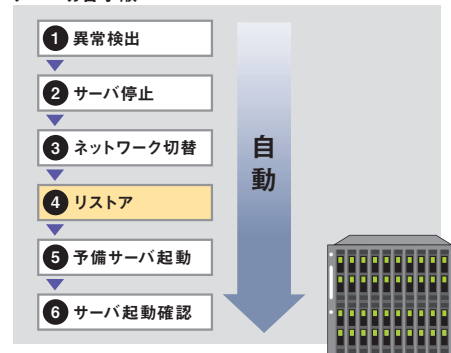 1 異常検出
2 サーバ停止
3 ネットワーク切替
4 リストア
5 予備サーバ起動
6 サーバ起動確認
自動